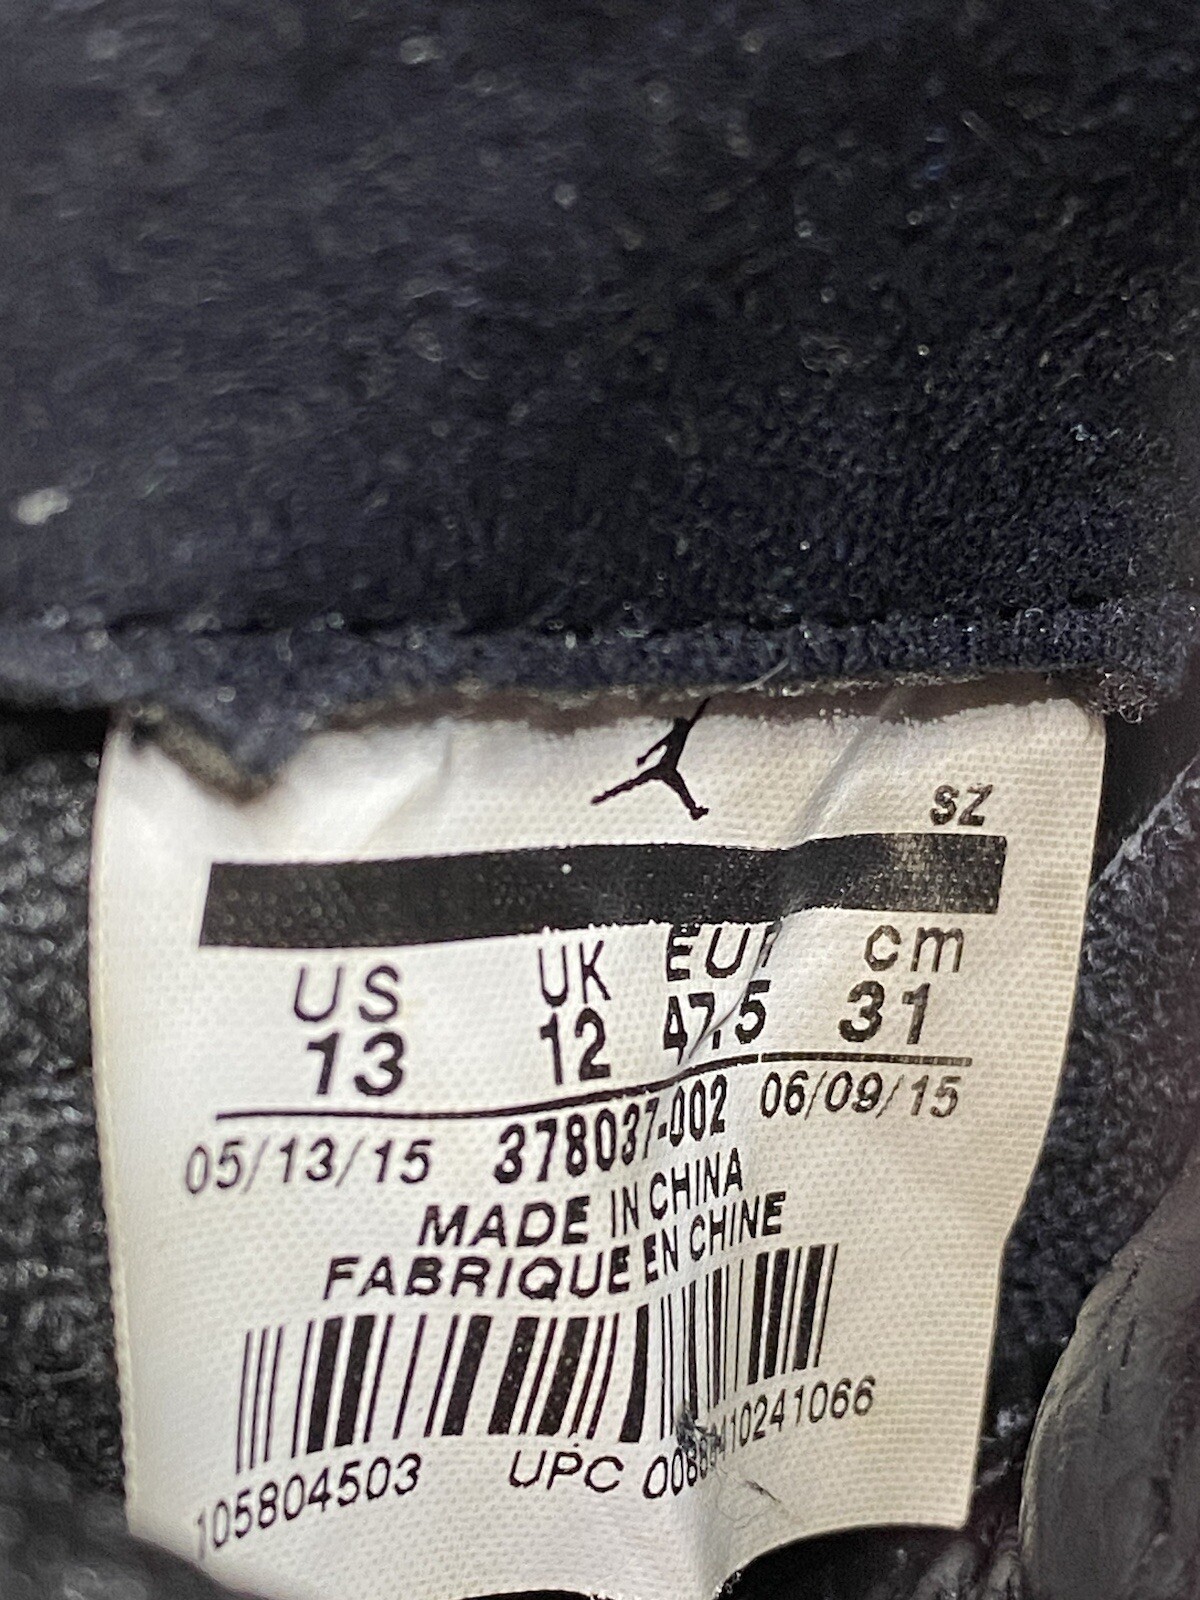 SZ
US UK EUR cm
13 12 47.5 31
05/13/15 378037-002 06/09/15
MADE IN CHINA
FABRIQUE EN CHINE
105804503 UPC